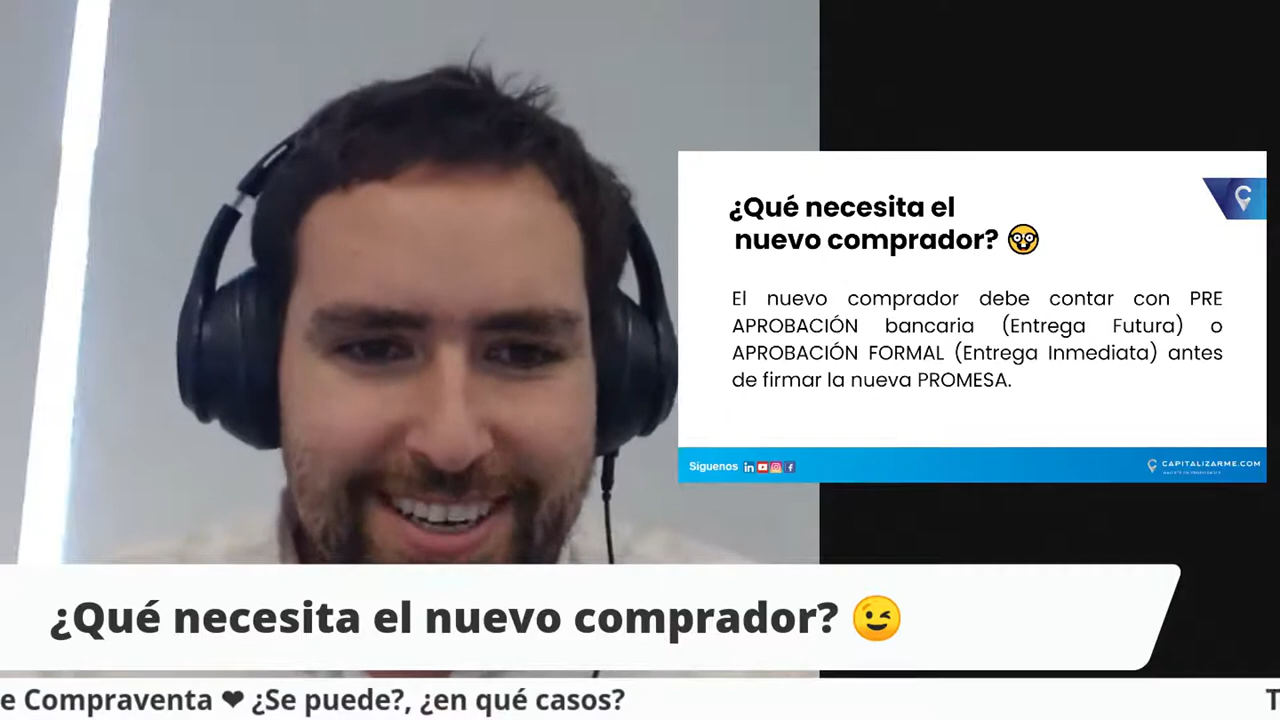 ¿Qué necesita el
nuevo comprador? 🤓
El nuevo comprador debe contar con PRE
APROBACIÓN bancaria (Entrega Futura) o
APROBACIÓN FORMAL (Entrega Inmediata) antes
de firmar la nueva PROMESA.
Síguenos
CAPITALIZARME.COM
¿Qué necesita el nuevo comprador? 😉
e Compraventa ❤ ¿Se puede?, ¿en qué casos?
T